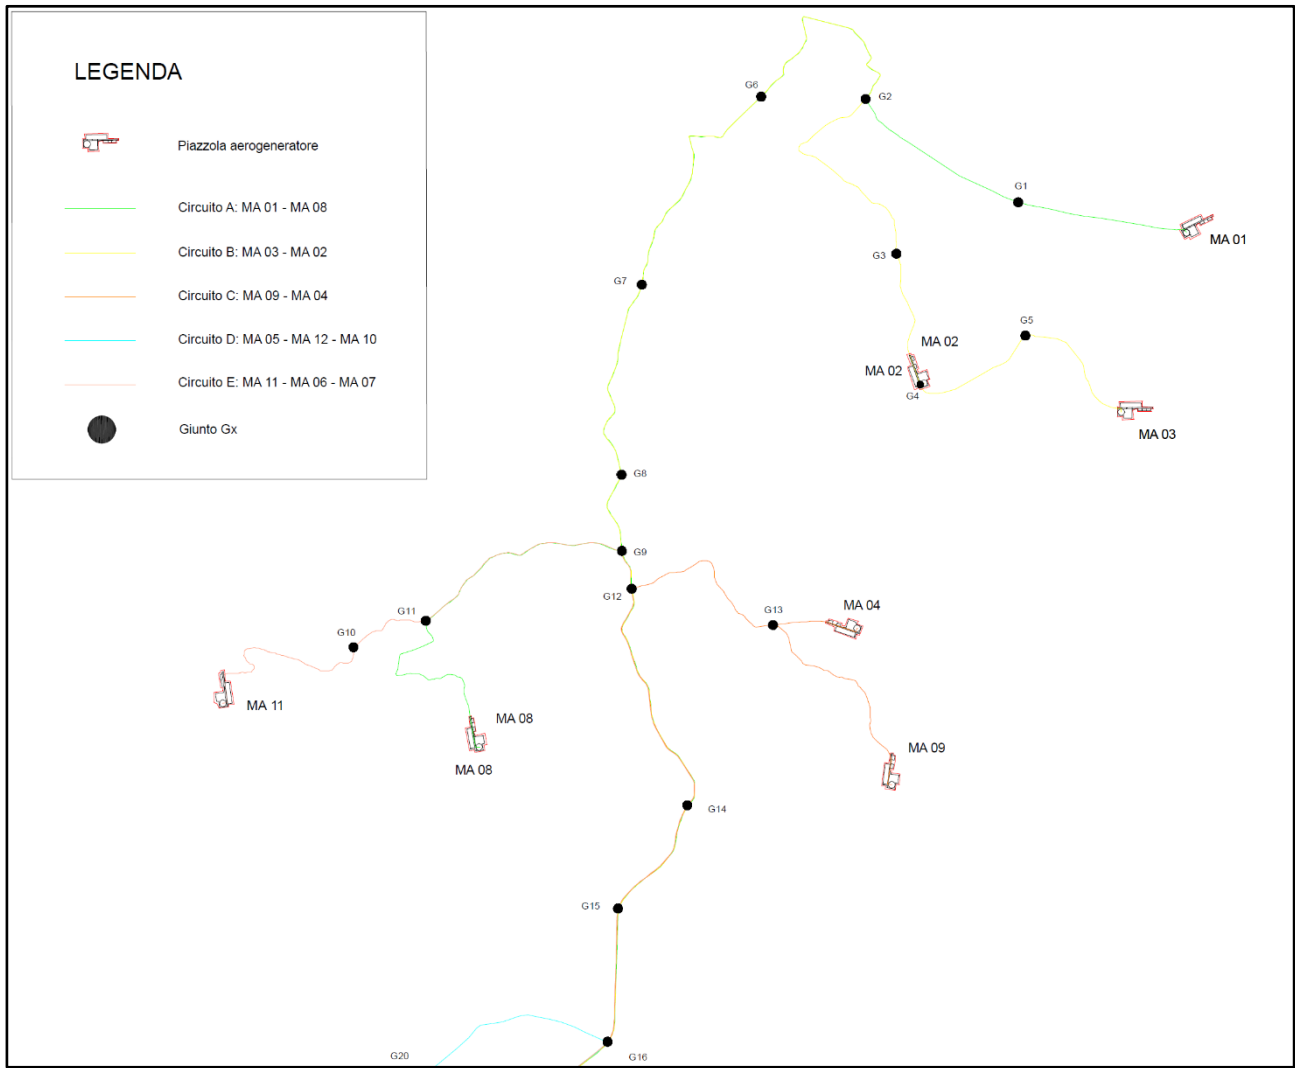 LEGENDA
Piazzola aerogeneratore
Circuito A: MA 01 - MA 08
Circuito B: MA 03 - MA 02
Circuito C: MA 09 - MA 04
Circuito D: MA 05 - MA 12 - MA 10
Circuito E: MA 11 - MA 06 - MA 07
Giunto Gx
G6
G2
G1
MA 01
G3
G7
G5
MA 02
MA 02
G4
MA 03
G8
G9
G12
G11
G13
MA 04
G10
MA 11
MA 08
MA 08
MA 09
G14
G15
G20
G16